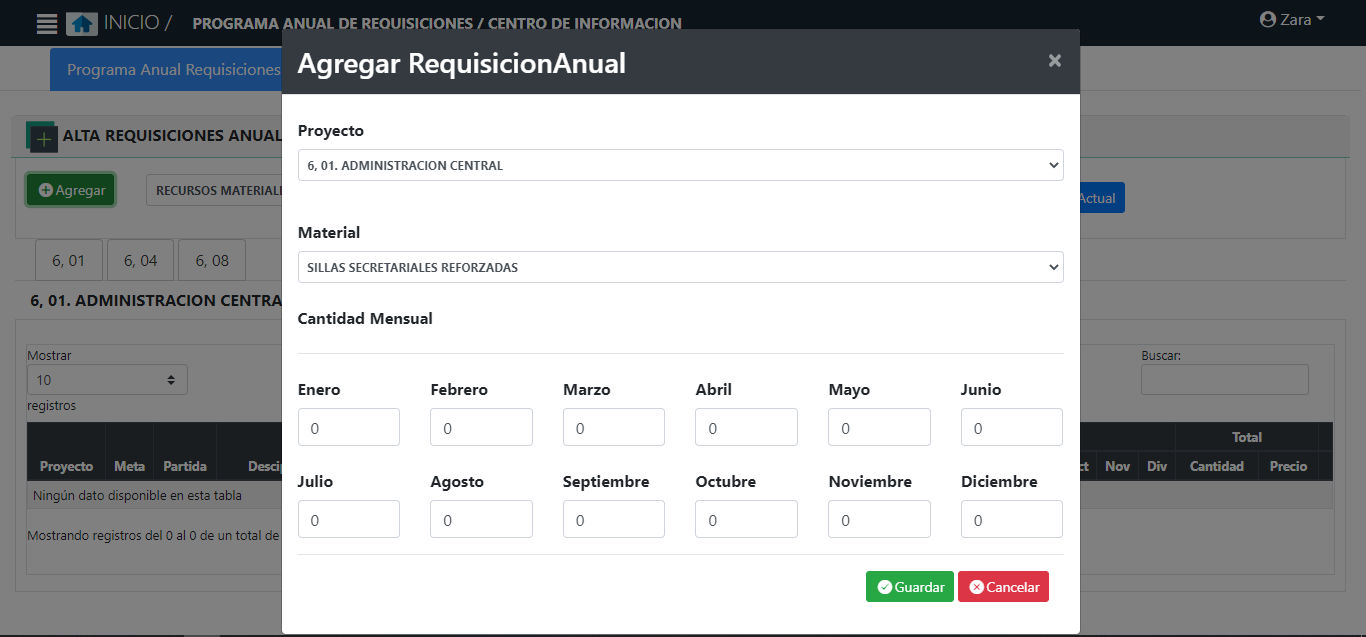 INICIO / PROGRAMA ANUAL DE REQUISICIONES / CENTRO DE INFORMACION
Zara
Programa Anual Requisiciones
Agregar RequisicionAnual
×
ALTA REQUISICIONES ANUAL
Agregar
RECURSOS
Actual
6, 01
6, 04
6, 08
6, 01. ADMINISTRACION
Mostrar
10
registros
Buscar:
Total
Proyecto
Meta
Partida
Nov
Div
Cantidad
Precio
Ningún dato disponible en esta tabla
Mostrando registros del 0 al 0 de un total de
Proyecto
6, 01. ADMINISTRACION CENTRAL
Material
SILLAS SECRETARIALES REFORZADAS
Cantidad Mensual
Enero
Febrero
Marzo
Abril
Mayo
Junio
0
0
0
0
0
0
Julio
Agosto
Septiembre
Octubre
Noviembre
Diciembre
0
0
0
0
0
0
Guardar
Cancelar